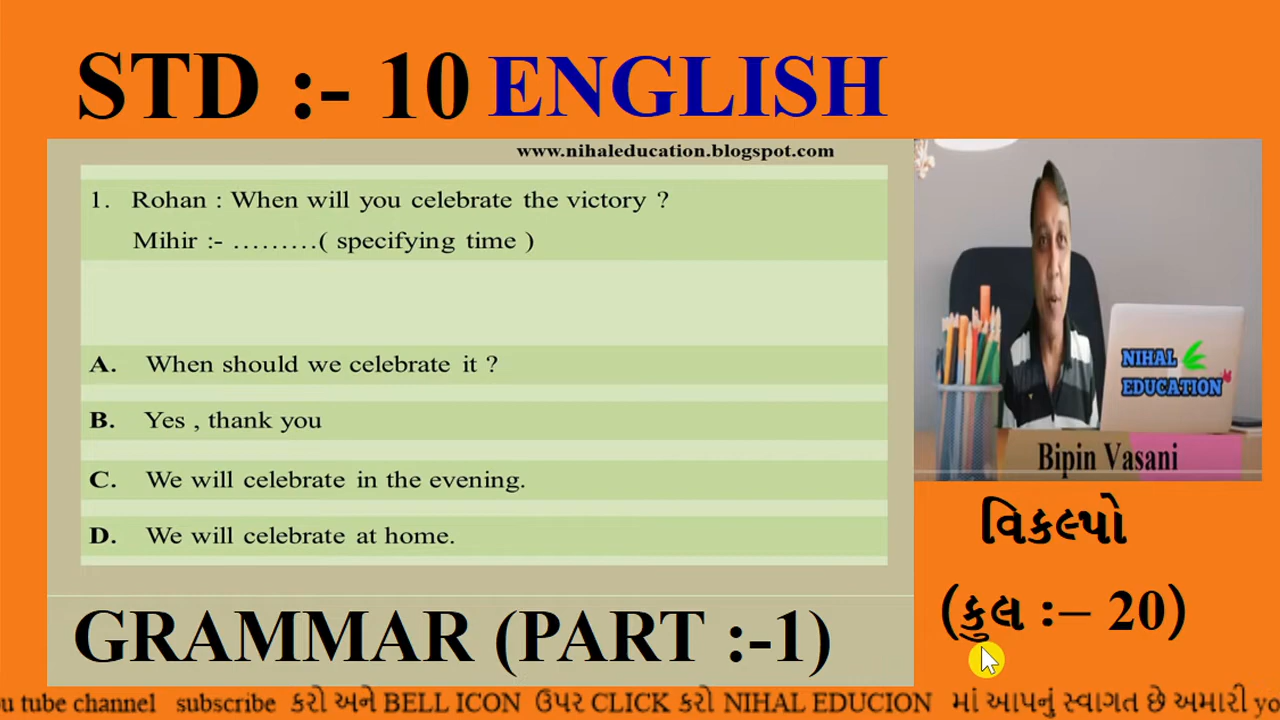 STD :- 10 ENGLISH
www.nihaleducation.blogspot.com
1. Rohan : When will you celebrate the victory ?
Mihir :- ………( specifying time )
A. When should we celebrate it ?
B. Yes , thank you
C. We will celebrate in the evening.
D. We will celebrate at home.
NIHAL
EDUCATION
Bipin Vasani
વિકલ્પો
(કુલ :– 20)
GRAMMAR (PART :-1)
ou tube channel subscribe કરો અને BELL ICON ઉપર CLICK કરો NIHAL EDUCION માં આપનું સ્વાગત છે અમારી yo